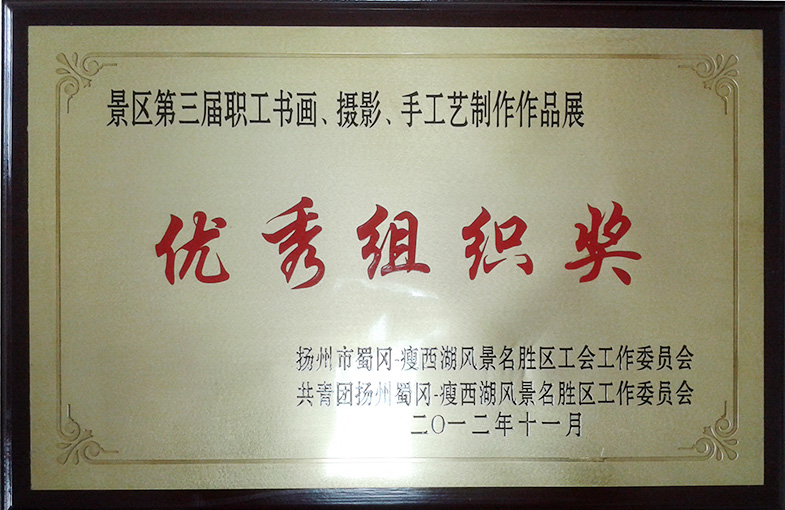 景区第三届职工书画、摄影、手工艺制作作品展
优秀组织奖
扬州市蜀冈-瘦西湖风景名胜区工会工作委员会
共青团扬州蜀冈-瘦西湖风景名胜区工作委员会
二〇一二年十一月